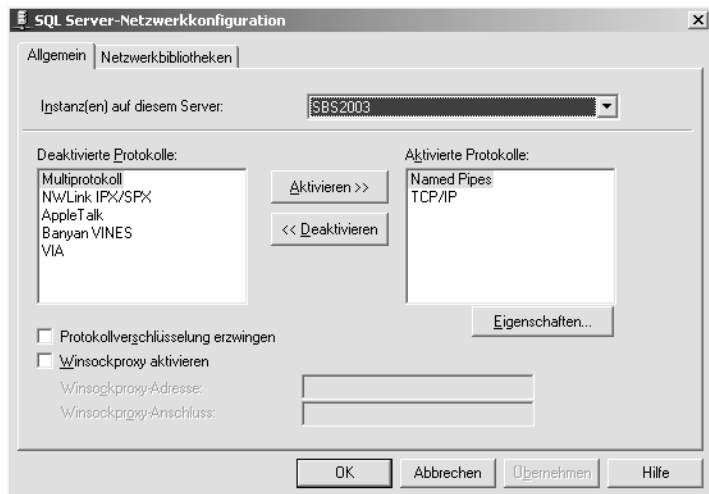 SQL Server-Netzwerkkonfiguration
Allgemein
Netzwerkbibliotheken
Instanz(en) auf diesem Server:
SBS2003
Deaktivierte Protokolle:
Multiprotokoll
NWLink IPX/SPX
AppleTalk
Banyan VINES
VIA
Aktivieren >>
<< Deaktivieren
Aktivierte Protokolle:
Named Pipes
TCP/IP
Eigenschaften...
Protokollverschlüsselung erzwingen
Winsockproxy aktivieren
Winsockproxy-Adresse:
Winsockproxy-Anschluss:
OK
Abbrechen
Übernehmen
Hilfe